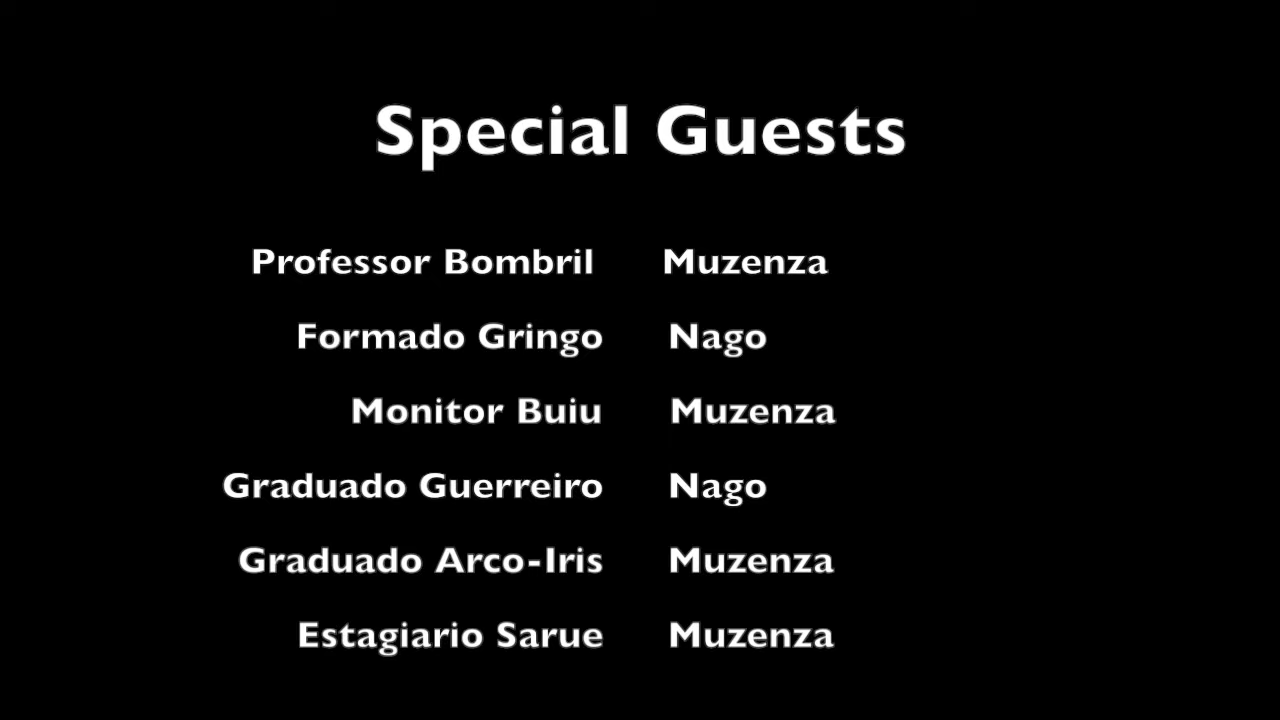 Special Guests
Professor Bombril Muzenza
Formado Gringo Nago
Monitor Buiu Muzenza
Graduado Guerreiro Nago
Graduado Arco-Iris Muzenza
Estagiario Sarue Muzenza